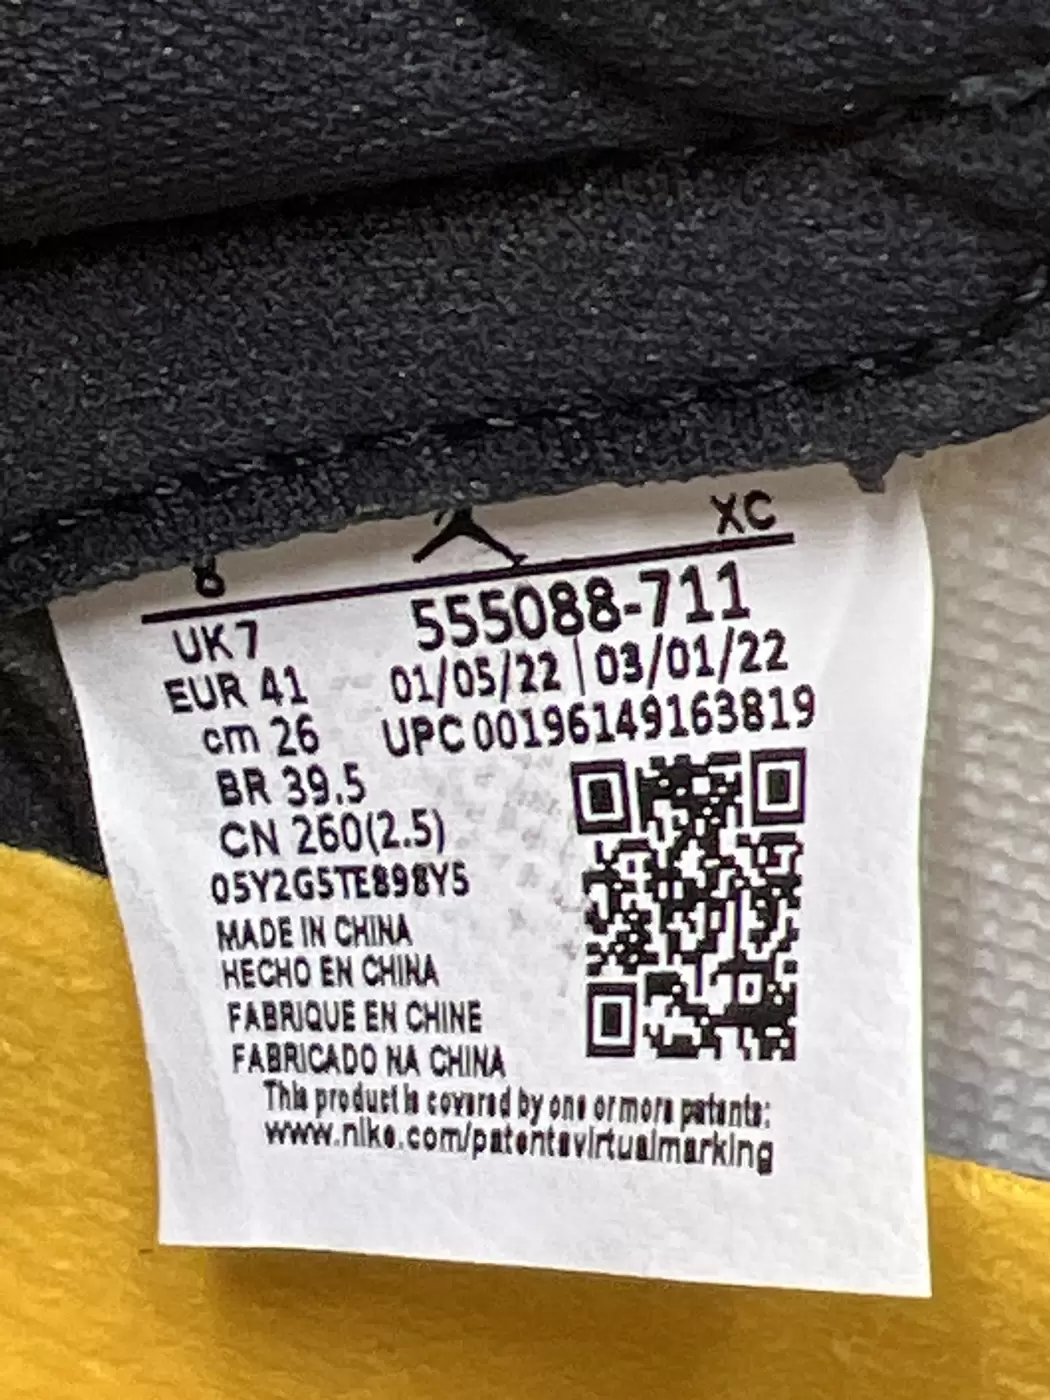 8 XC
UK 7 555088-711
EUR 41 01/05/22 | 03/01/22
cm 26 UPC 00196149163819
BR 39.5
CN 260(2.5)
05Y2G5TE898Y5
MADE IN CHINA
HECHO EN CHINA
FABRIQUE EN CHINE
FABRICADO NA CHINA
This product is covered by one or more patents:
www.nike.com/patentsvirtualmarking